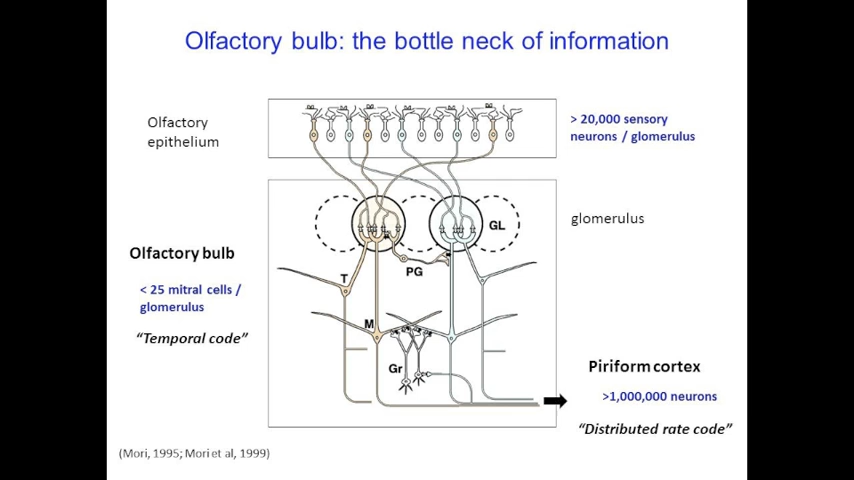 Olfactory bulb: the bottle neck of information
Olfactory
epithelium
> 20,000 sensory
neurons / glomerulus
glomerulus
GL
PG
Olfactory bulb
< 25 mitral cells /
glomerulus
"Temporal code"
T
M
Gr
Piriform cortex
>1,000,000 neurons
"Distributed rate code"
(Mori, 1995; Mori et al, 1999)